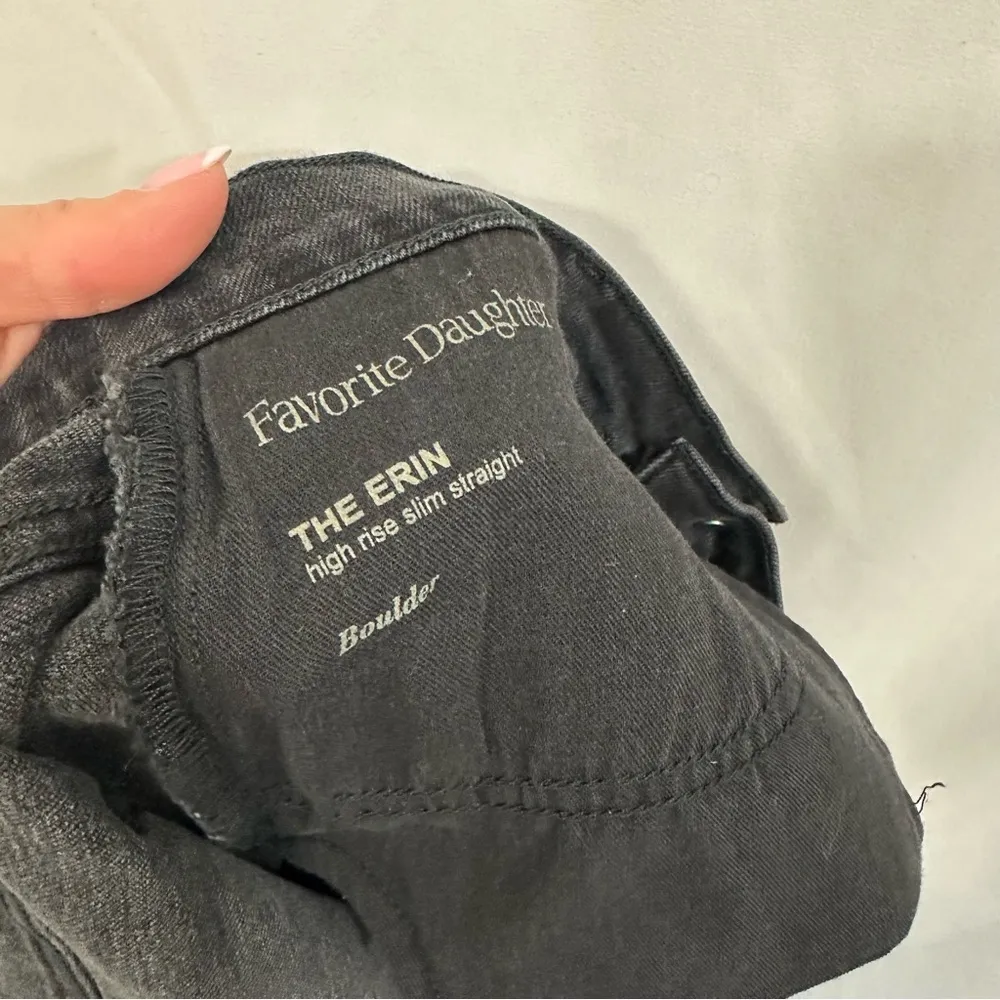 Favorite Daughter
THE ERIN
high rise slim straight
Boulder